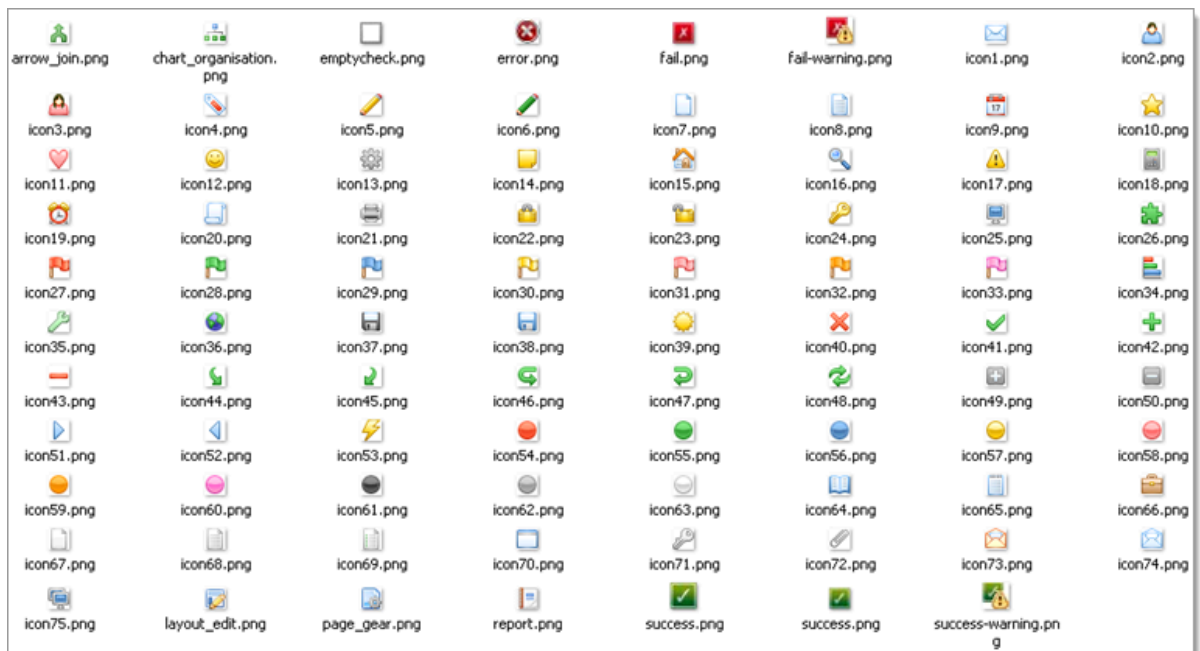 arrow_join.png chart_organisation. emptycheck.png error.png fail.png fail-warning.png icon1.png icon2.png
png
17
icon3.png icon4.png icon5.png icon6.png icon7.png icon8.png icon9.png icon10.png
icon11.png icon12.png icon13.png icon14.png icon15.png icon16.png icon17.png icon18.png
icon19.png icon20.png icon21.png icon22.png icon23.png icon24.png icon25.png icon26.png
icon27.png icon28.png icon29.png icon30.png icon31.png icon32.png icon33.png icon34.png
icon35.png icon36.png icon37.png icon38.png icon39.png icon40.png icon41.png icon42.png
icon43.png icon44.png icon45.png icon46.png icon47.png icon48.png icon49.png icon50.png
icon51.png icon52.png icon53.png icon54.png icon55.png icon56.png icon57.png icon58.png
icon59.png icon60.png icon61.png icon62.png icon63.png icon64.png icon65.png icon66.png
icon67.png icon68.png icon69.png icon70.png icon71.png icon72.png icon73.png icon74.png
icon75.png layout_edit.png page_gear.png report.png success.png success.png success-warning.pn
g